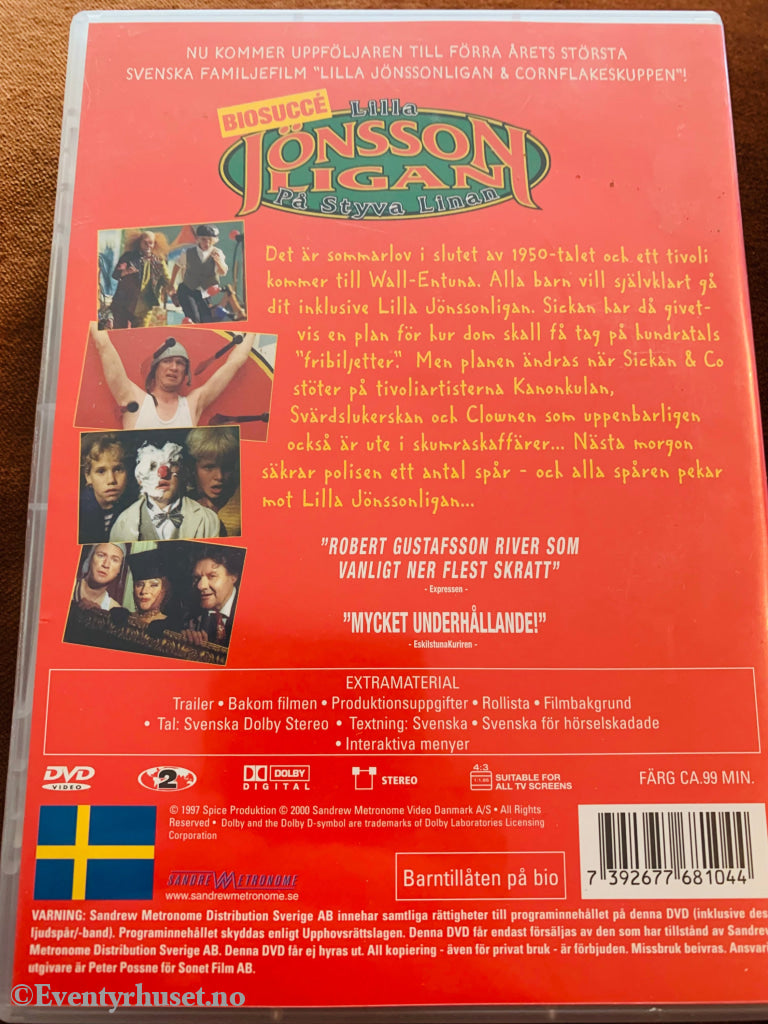 NU KOMMER UPPFÖLJAREN TILL FÖRRA ÅRETS STÖRSTA
SVENSKA FAMILJEFILM "LILLA JÖNSSONLIGAN & CORNFLAKESKUPPEN"!
BIOSUCCÉ
Lilla
JÖNSSON
LIGAN
På Styva Linan
Det är sommarlov i slutet av 1950-talet och ett tivoli
kommer till Wall-Entuna. Alla barn vill självklart gå
dit inklusive Lilla Jönssonligan. Sickan har då givet-
vis en plan för hur dom skall få tag på hundratals
"fribiljetter." Men planen ändras när Sickan & Co
stöter på tivoliartisterna Kanonkulan,
Svärdslukerskan och Clownen som uppenbarligen
också är ute i skumraskaffärer... Nästa morgon
säkrar polisen ett antal spår - och alla spåren pekar
mot Lilla Jönssonligan...
"ROBERT GUSTAFSSON RIVER SOM
VANLIGT NER FLEST SKRATT"
- Expressen -
"MYCKET UNDERHÅLLANDE!"
- EskilstunaKuriren -
EXTRAMATERIAL
Trailer • Bakom filmen • Produktionsuppgifter • Rollista • Filmbakgrund
• Tal: Svenska Dolby Stereo • Textning: Svenska • Svenska för hörselskadade
• Interaktiva menyer
DVD VIDEO
2
DOLBY DIGITAL
STEREO
4:3
1:1.85
SUITABLE FOR
ALL TV SCREENS
FÄRG CA.99 MIN.
© 1997 Spice Produktion © 2000 Sandrew Metronome Video Danmark A/S • All Rights
Reserved • Dolby and the Dolby D-symbol are trademarks of Dolby Laboratories Licensing
Corporation
SANDREW METRONOME
www.sandrewmetronome.se
Barntillåten på bio
7 392677 681044
VARNING: Sandrew Metronome Distribution Sverige AB innehar samtliga rättigheter till programinnehållet på denna DVD (inklusive des
ljudspår/-band). Programinnehållet skyddas enligt Upphovsrättslagen. Denna DVD får endast försäljas av den som har tillstånd av Sandrew
Metronome Distribution Sverige AB. Denna DVD får ej hyras ut. All kopiering - även för privat bruk - är förbjuden. Missbruk beivras. Ansvari
utgivare är Peter Possne för Sonet Film AB.
©Eventyrhuset.no